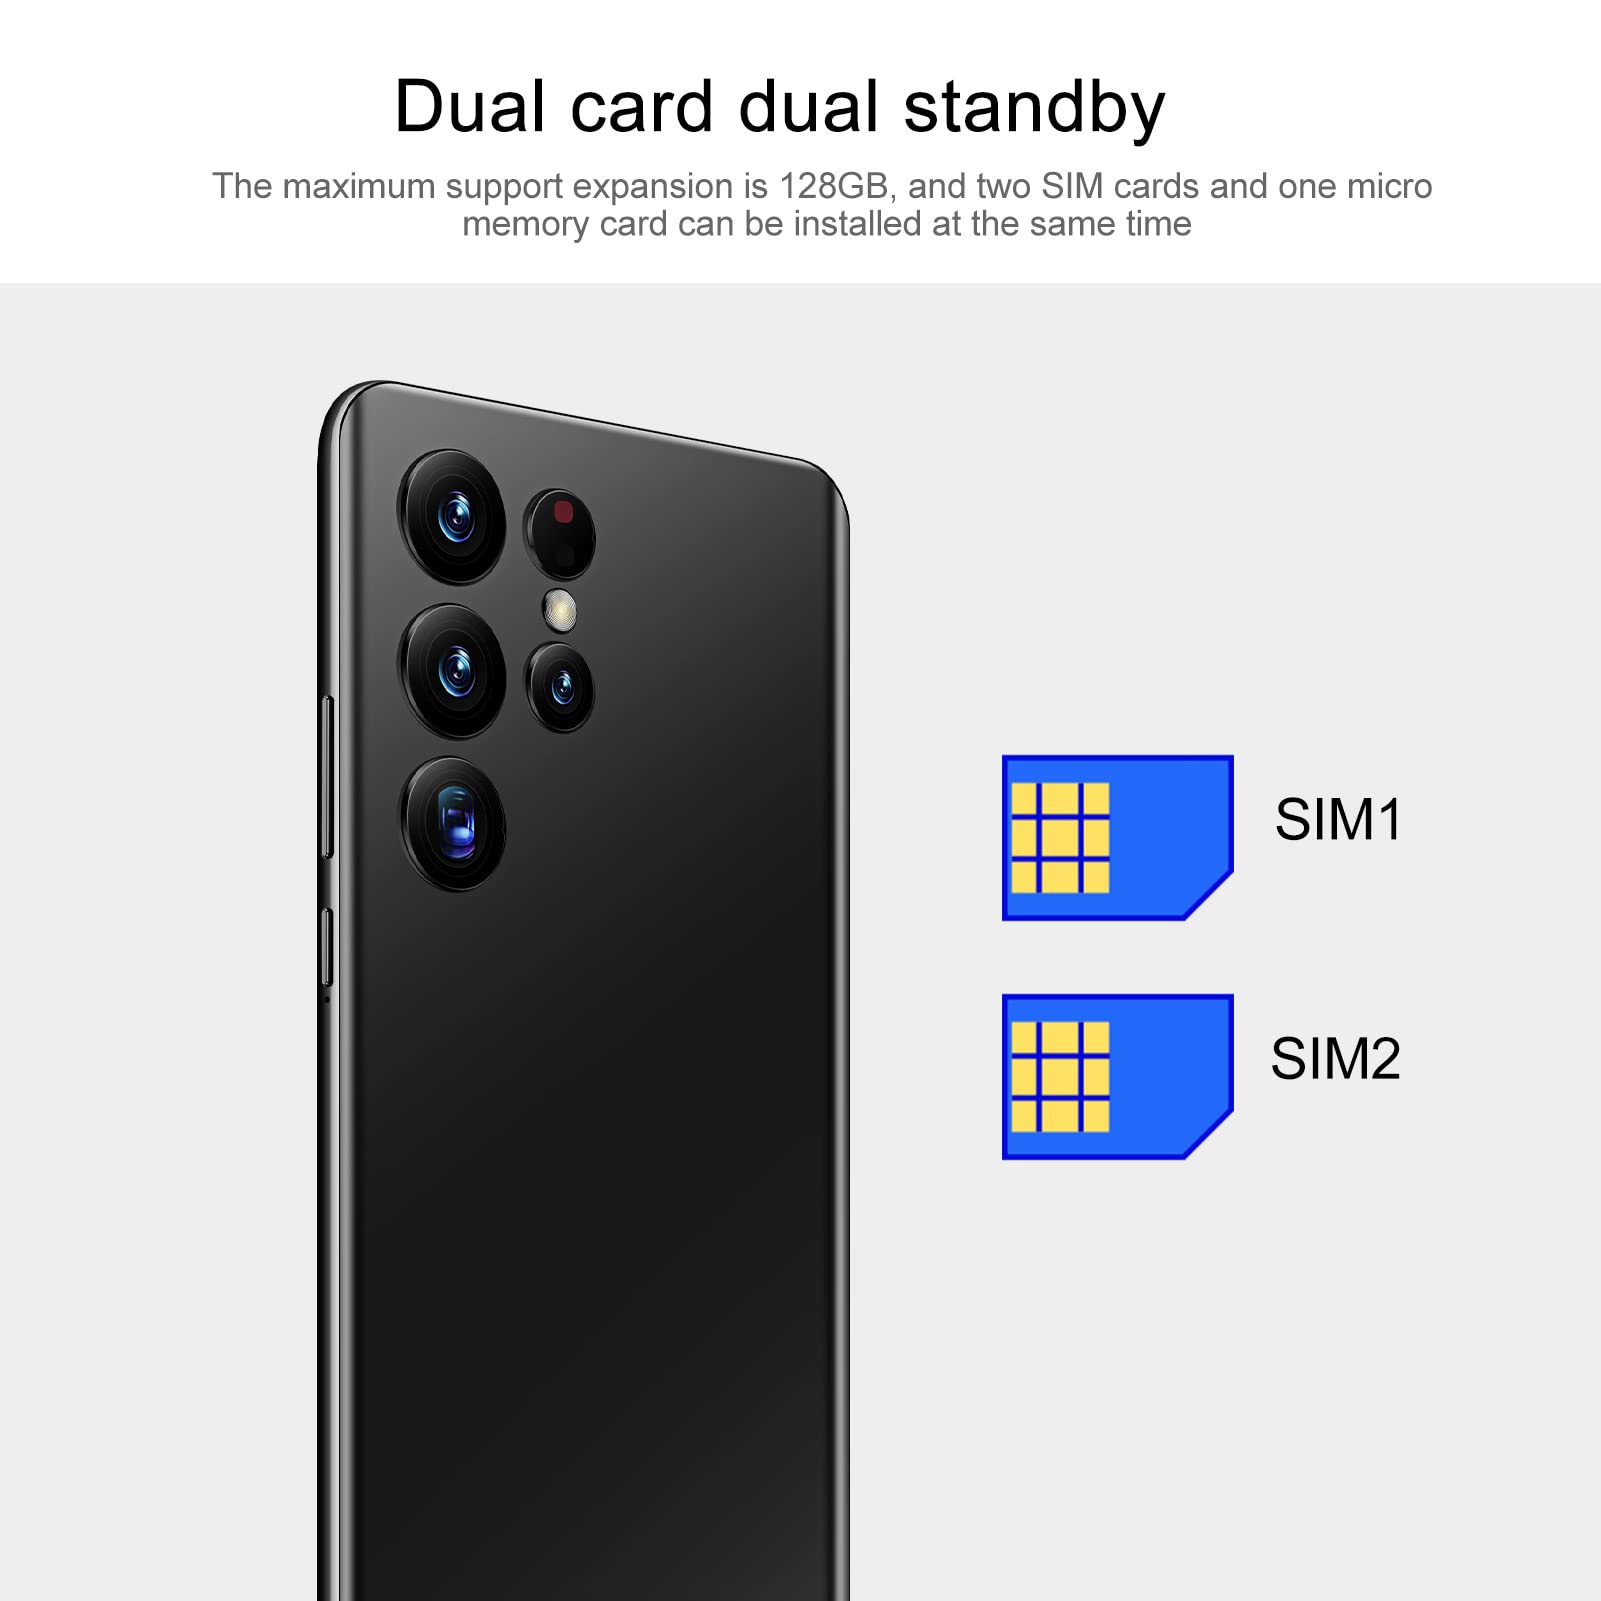 Dual card dual standby
The maximum support expansion is 128GB, and two SIM cards and one micro
memory card can be installed at the same time
SIM1
SIM2